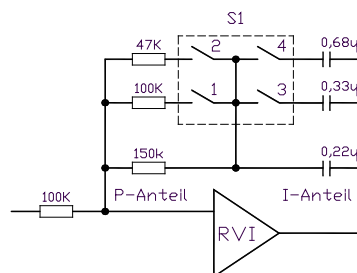 S1
47K
2
4
0,68µ
100K
1
3
0,33µ
150k
0,22µ
100K
P-Anteil
I-Anteil
RVI